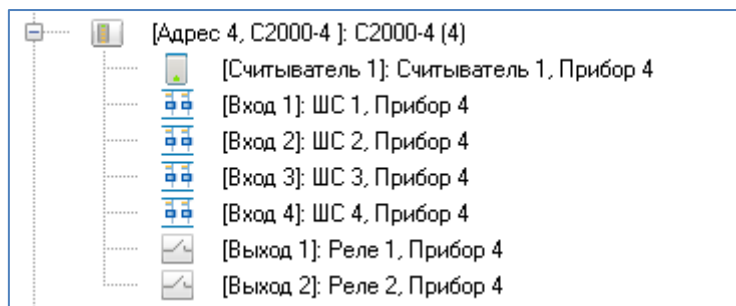 [Адрес 4, С2000-4 ]: С2000-4 (4)
[Считыватель 1]: Считыватель 1, Прибор 4
[Вход 1]: ШС 1, Прибор 4
[Вход 2]: ШС 2, Прибор 4
[Вход 3]: ШС 3, Прибор 4
[Вход 4]: ШС 4, Прибор 4
[Выход 1]: Реле 1, Прибор 4
[Выход 2]: Реле 2, Прибор 4